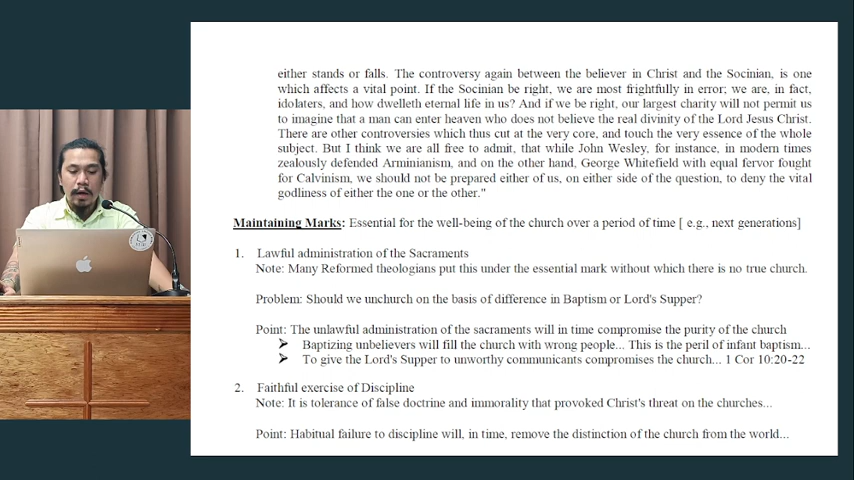 either stands or falls. The controversy again between the believer in Christ and the Socinian, is one
which affects a vital point. If the Socinian be right, we are most frightfully in error; we are, in fact,
idolaters, and how dwelleth eternal life in us? And if we be right, our largest charity will not permit us
to imagine that a man can enter heaven who does not believe the real divinity of the Lord Jesus Christ.
There are other controversies which thus cut at the very core, and touch the very essence of the whole
subject. But I think we are all free to admit, that while John Wesley, for instance, in modern times
zealously defended Arminianism, and on the other hand, George Whitefield with equal fervor fought
for Calvinism, we should not be prepared either of us, on either side of the question, to deny the vital
godliness of either the one or the other."
Maintaining Marks: Essential for the well-being of the church over a period of time [ e.g., next generations]
1. Lawful administration of the Sacraments
Note: Many Reformed theologians put this under the essential mark without which there is no true church.
Problem: Should we unchurch on the basis of difference in Baptism or Lord's Supper?
Point: The unlawful administration of the sacraments will in time compromise the purity of the church
➢ Baptizing unbelievers will fill the church with wrong people... This is the peril of infant baptism...
➢ To give the Lord's Supper to unworthy communicants compromises the church... 1 Cor 10:20-22
2. Faithful exercise of Discipline
Note: It is tolerance of false doctrine and immorality that provoked Christ's threat on the churches...
Point: Habitual failure to discipline will, in time, remove the distinction of the church from the world...